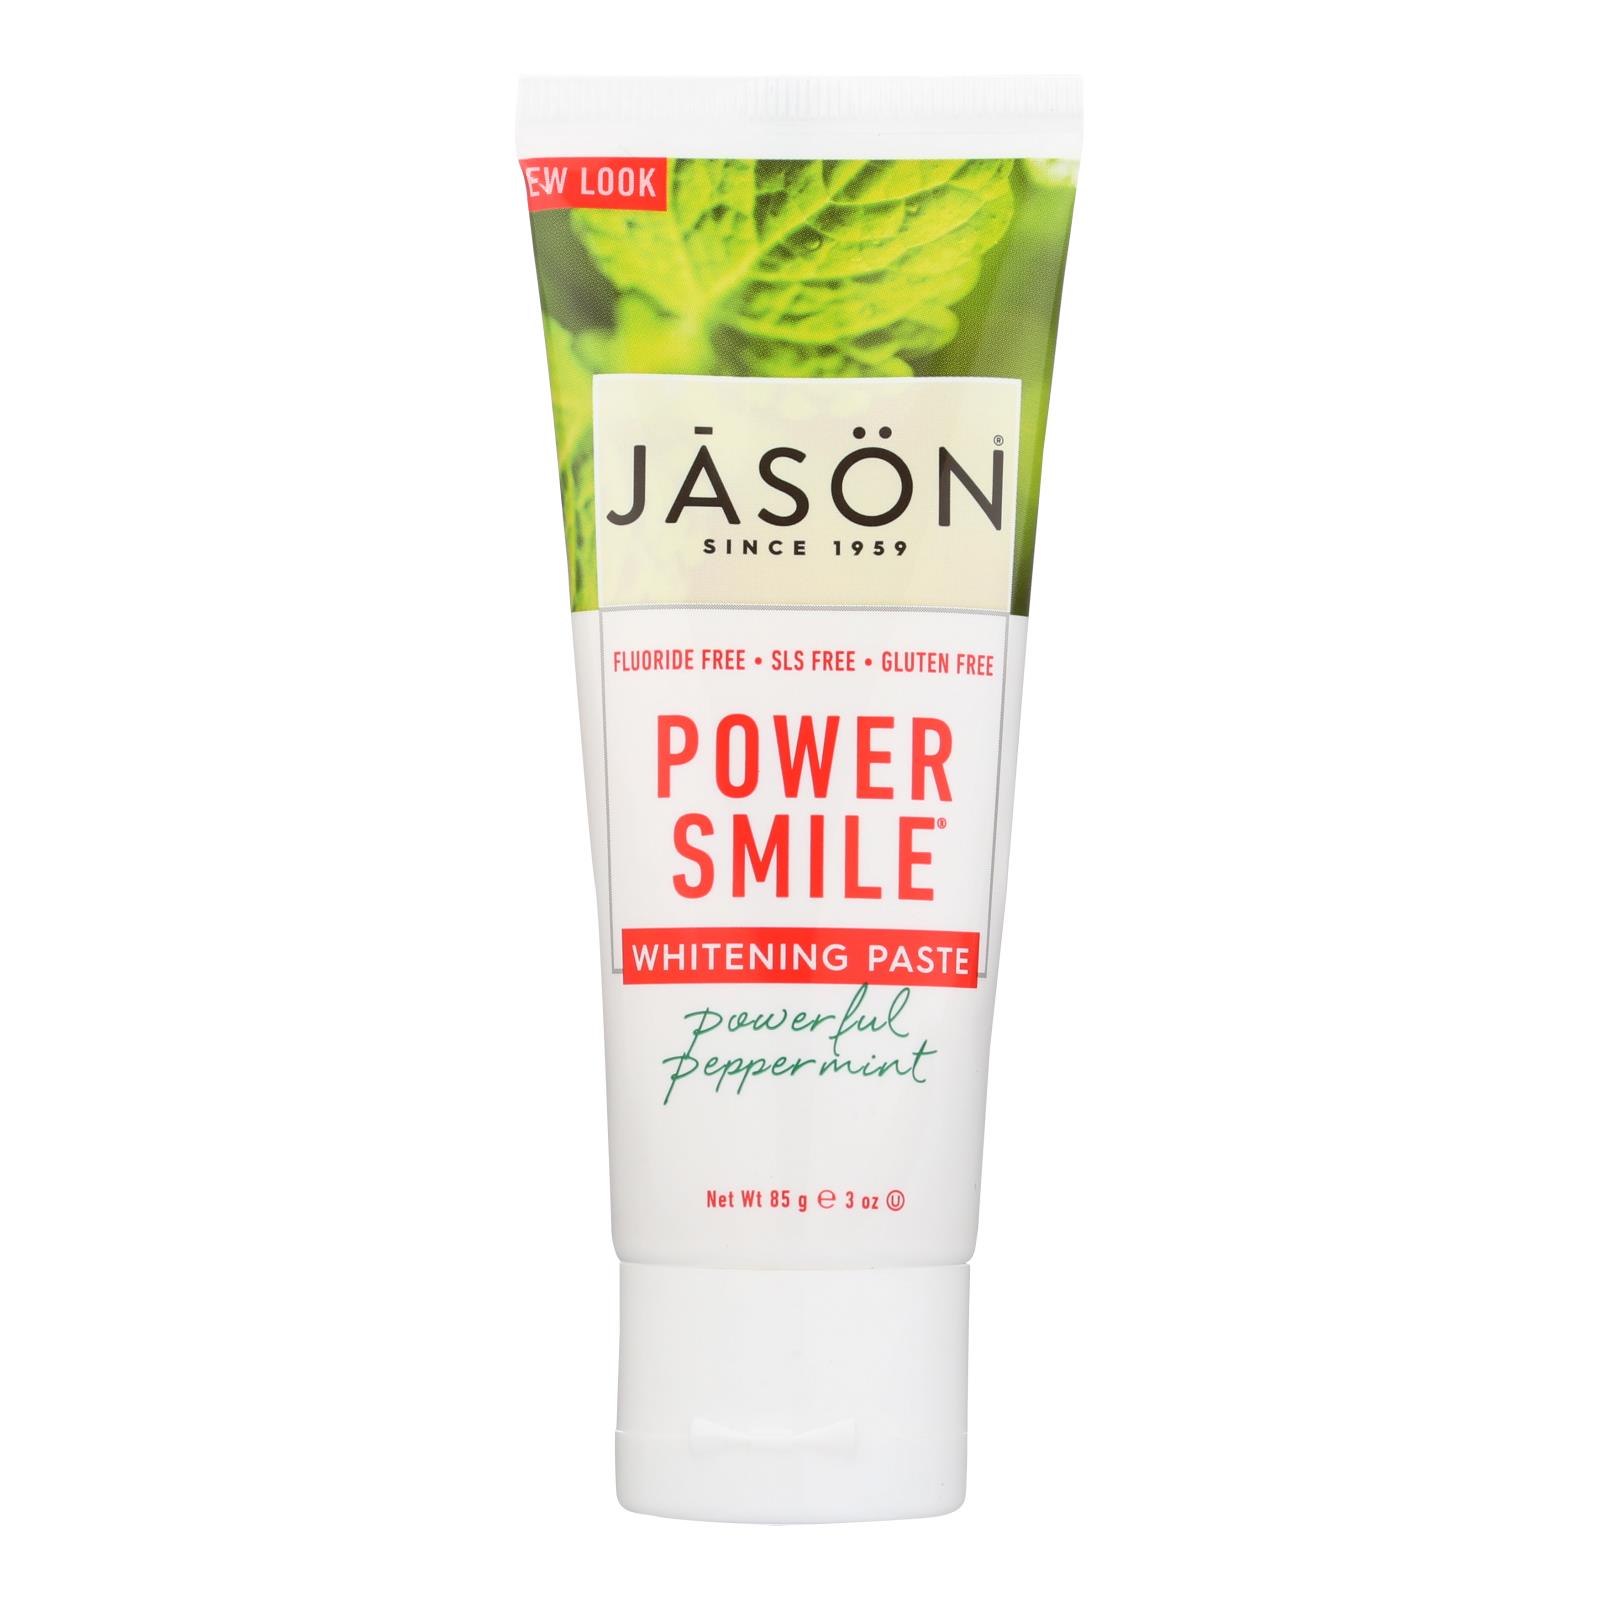 EW LOOK
JĀSÖN®
SINCE 1959
FLUORIDE FREE • SLS FREE • GLUTEN FREE
POWER
SMILE®
WHITENING PASTE
powerful
peppermint
Net Wt 85 g ℮ 3 oz Ⓤ